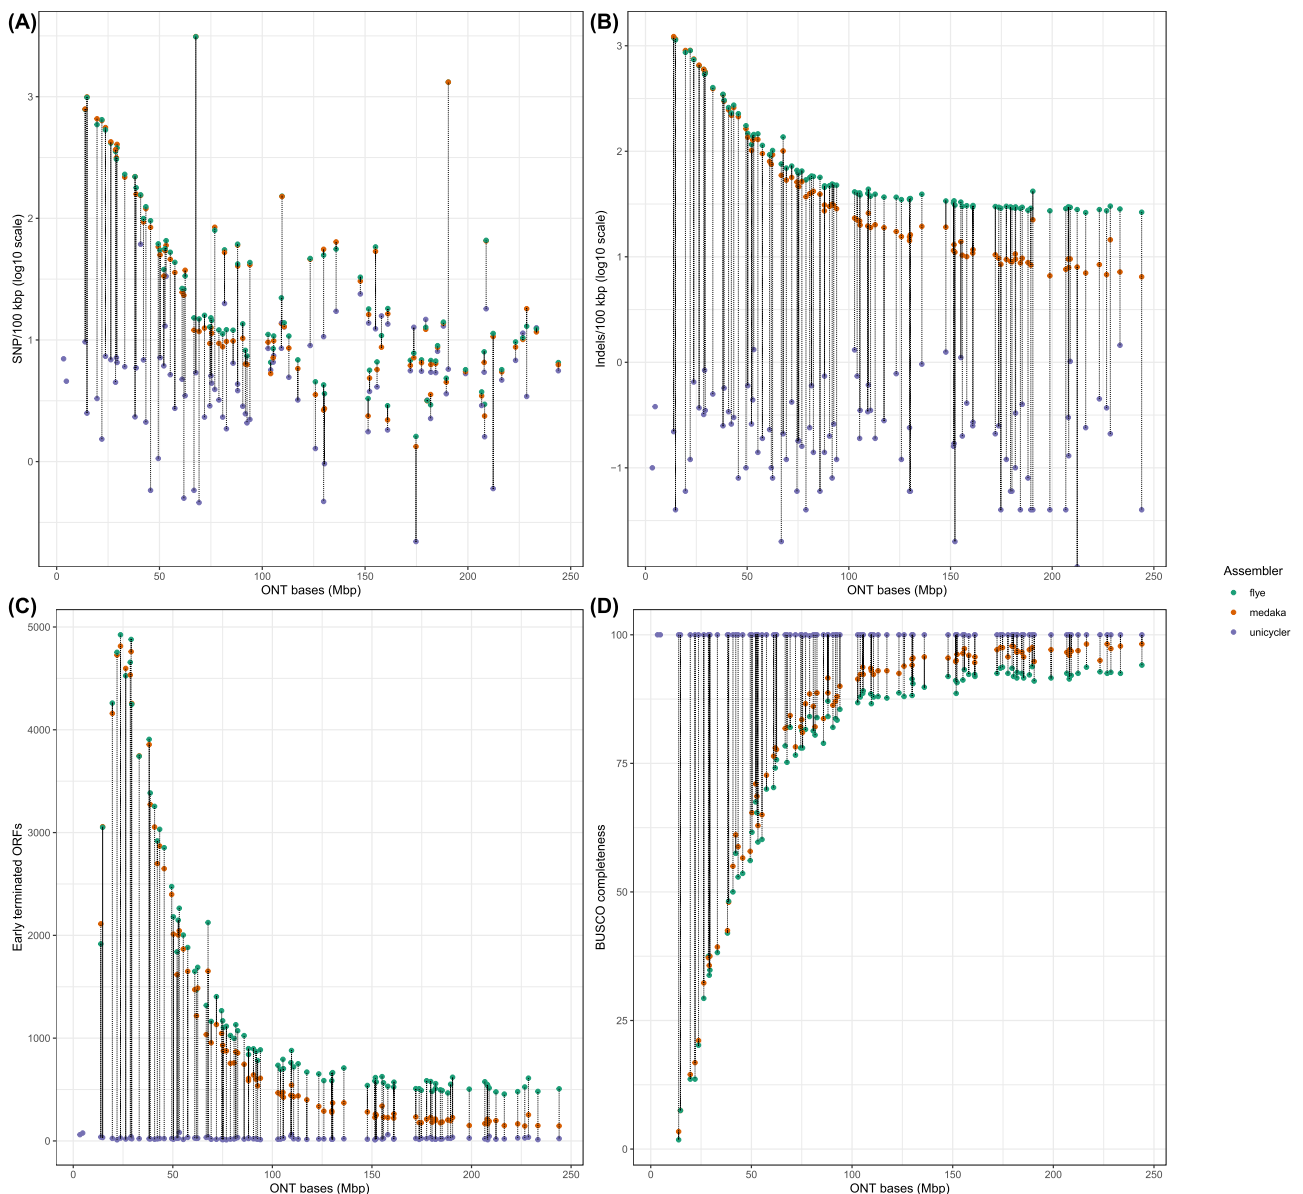 (A)
3
2
1
0
SNP/100 kbp (log10 scale)
0
50
100
150
200
250
ONT bases (Mbp)
(B)
3
2
1
0
−1
Indels/100 kbp (log10 scale)
0
50
100
150
200
250
ONT bases (Mbp)
Assembler
flye
medaka
unicycler
(C)
5000
4000
3000
2000
1000
0
Early terminated ORFs
0
50
100
150
200
250
ONT bases (Mbp)
(D)
100
75
50
25
0
BUSCO completeness
0
50
100
150
200
250
ONT bases (Mbp)